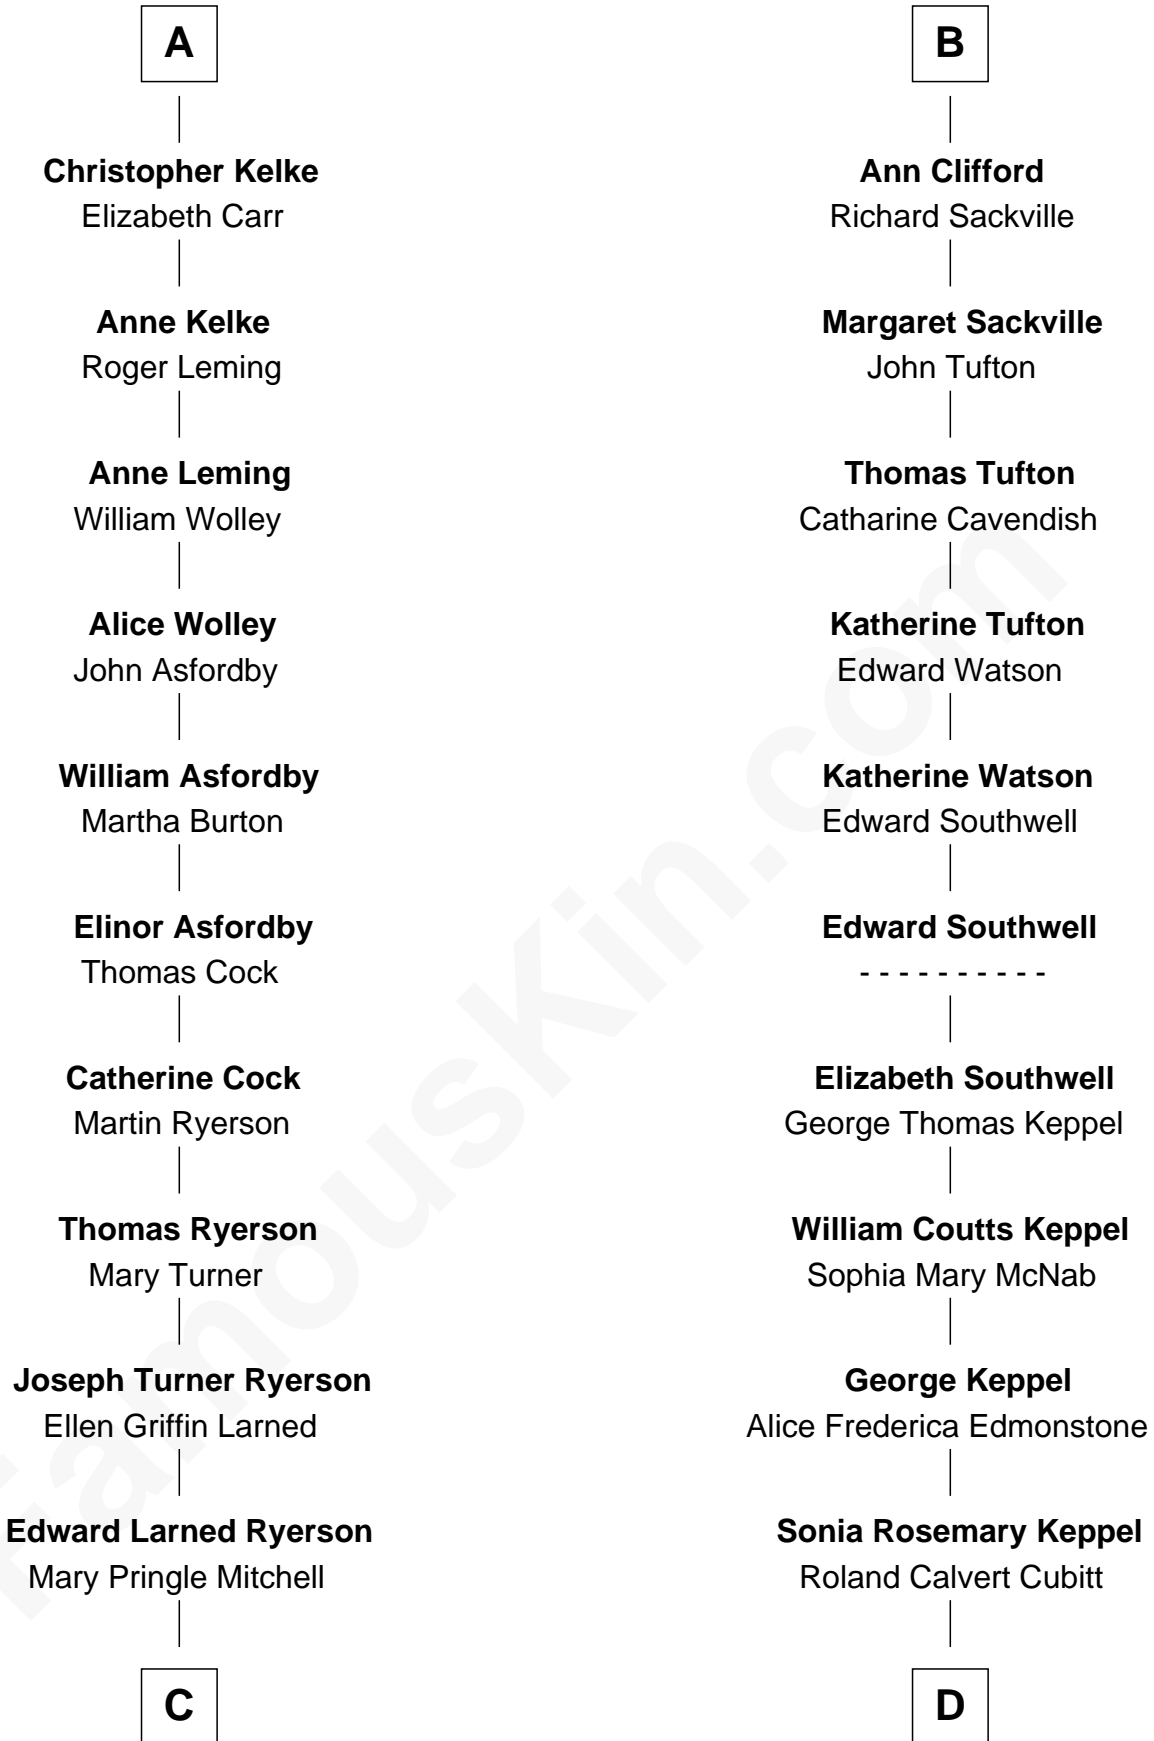 A
Christopher Kelke
Elizabeth Carr
Anne Kelke
Roger Leming
Anne Leming
William Wolley
Alice Wolley
John Asfordby
William Asfordby
Martha Burton
Elinor Asfordby
Thomas Cock
Catherine Cock
Martin Ryerson
Thomas Ryerson
Mary Turner
Joseph Turner Ryerson
Ellen Griffin Larned
Edward Larned Ryerson
Mary Pringle Mitchell
C
B
Ann Clifford
Richard Sackville
Margaret Sackville
John Tufton
Thomas Tufton
Catharine Cavendish
Katherine Tufton
Edward Watson
Katherine Watson
Edward Southwell
Edward Southwell
- - - - - - - - - -
Elizabeth Southwell
George Thomas Keppel
William Coutts Keppel
Sophia Mary McNab
George Keppel
Alice Frederica Edmonstone
Sonia Rosemary Keppel
Roland Calvert Cubitt
D
FamousKin.com